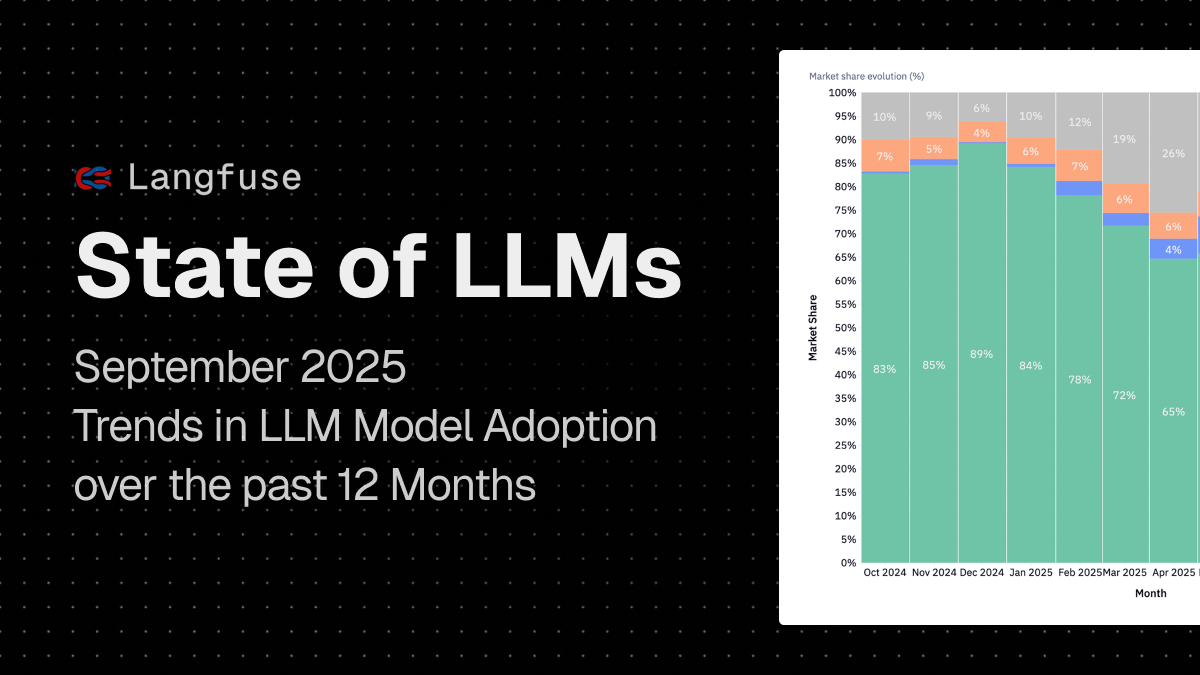 Langfuse
State of LLMs
September 2025
Trends in LLM Model Adoption
over the past 12 Months
Market share evolution (%)
100%
95%
90%
85%
80%
75%
70%
65%
60%
55%
50%
45%
40%
35%
30%
25%
20%
15%
10%
5%
0%
Market Share
10% 9% 6% 10% 12% 19% 26%
7% 5% 4% 6% 7% 6% 6%
4%
83% 85% 89% 84% 78% 72% 65%
Oct 2024 Nov 2024 Dec 2024 Jan 2025 Feb 2025 Mar 2025 Apr 2025
Month